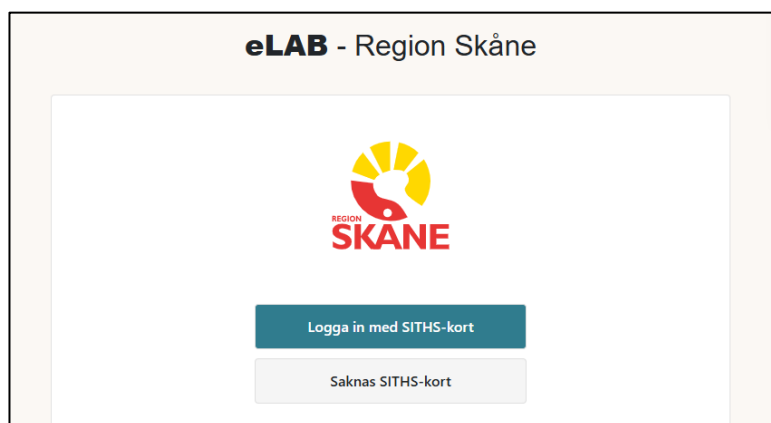 eLAB - Region Skåne
REGION
SKÅNE
Logga in med SITHS-kort
Saknas SITHS-kort